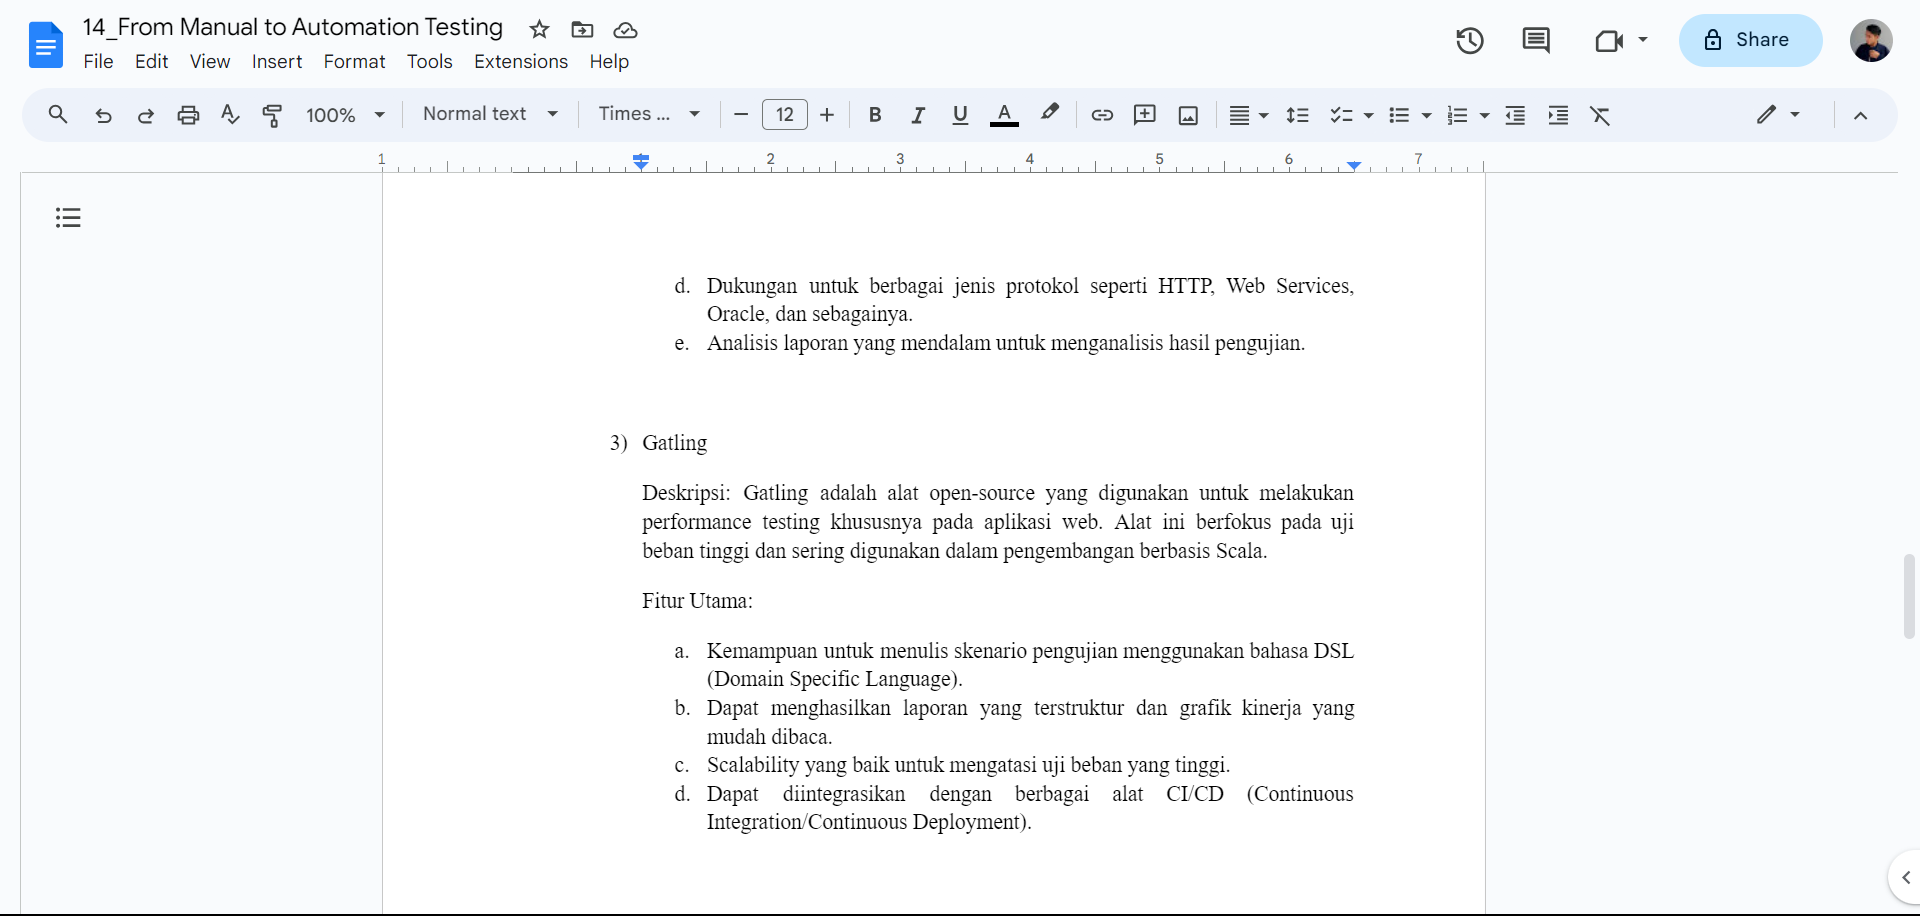 14_From Manual to Automation Testing
File Edit View Insert Format Tools Extensions Help
Share
100% Normal text Times ... 12 B I U A
1 1 2 3 4 5 6 7
d. Dukungan untuk berbagai jenis protokol seperti HTTP, Web Services,
Oracle, dan sebagainya.
e. Analisis laporan yang mendalam untuk menganalisis hasil pengujian.
3) Gatling
Deskripsi: Gatling adalah alat open-source yang digunakan untuk melakukan
performance testing khususnya pada aplikasi web. Alat ini berfokus pada uji
beban tinggi dan sering digunakan dalam pengembangan berbasis Scala.
Fitur Utama:
a. Kemampuan untuk menulis skenario pengujian menggunakan bahasa DSL
(Domain Specific Language).
b. Dapat menghasilkan laporan yang terstruktur dan grafik kinerja yang
mudah dibaca.
c. Scalability yang baik untuk mengatasi uji beban yang tinggi.
d. Dapat diintegrasikan dengan berbagai alat CI/CD (Continuous
Integration/Continuous Deployment).